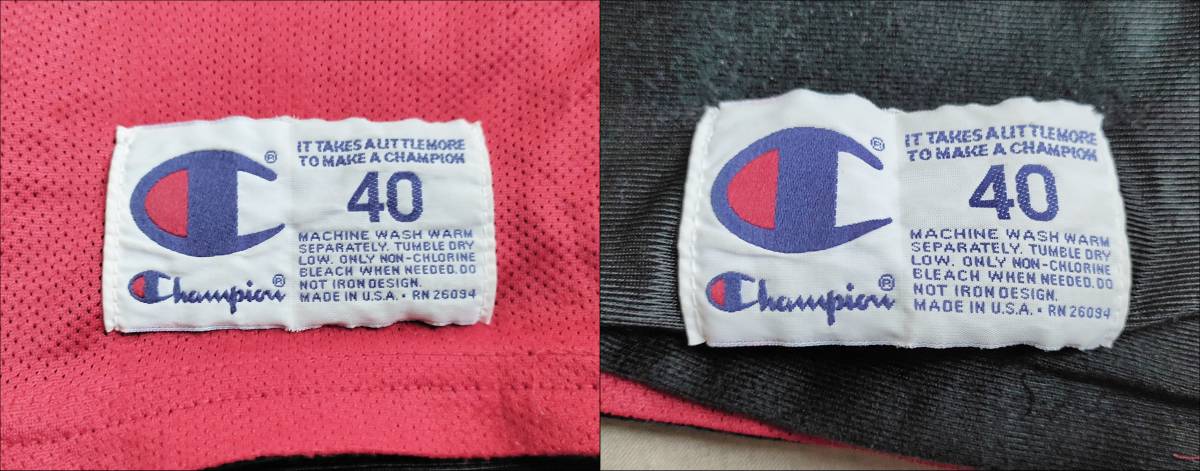 IT TAKES A LITTLE MORE
TO MAKE A CHAMPION
40
MACHINE WASH WARM
SEPARATELY. TUMBLE DRY
LOW. ONLY NON-CHLORINE
BLEACH WHEN NEEDED. DO
NOT IRON DESIGN.
MADE IN U.S.A. • RN 26094
®
Champion®
IT TAKES A LITTLE MORE
TO MAKE A CHAMPION
40
MACHINE WASH WARM
SEPARATELY. TUMBLE DRY
LOW. ONLY NON-CHLORINE
BLEACH WHEN NEEDED. DO
NOT IRON DESIGN.
MADE IN U.S.A. • RN 26094
®
Champion®